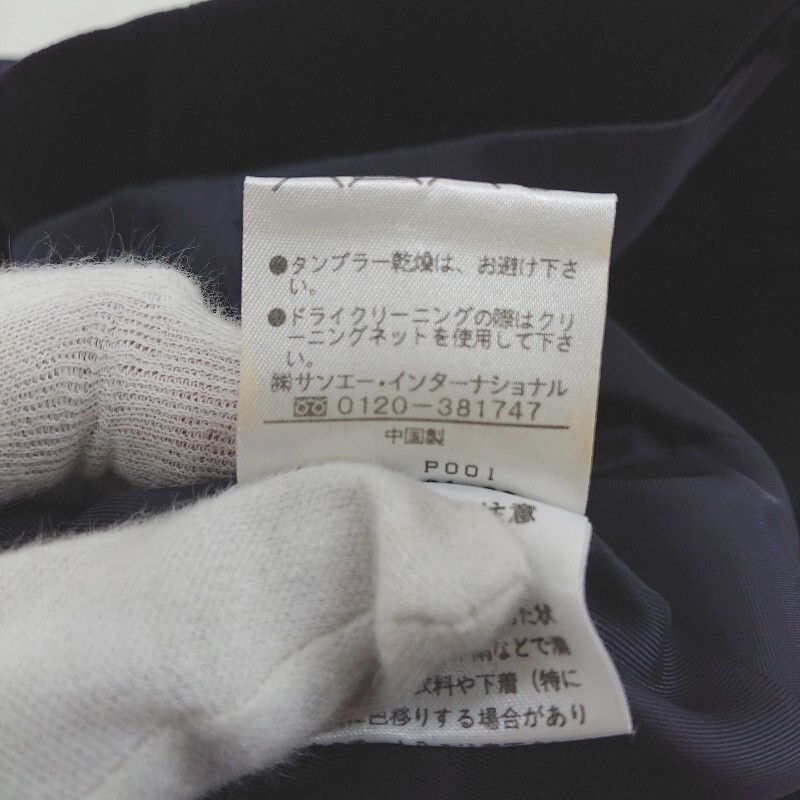 ●タンブラー乾燥は、お避け下さ
い。
●ドライクリーニングの際はクリ
ーニングネットを使用して下さ
い。
㈱サンエー・インターナショナル
0120－381747
中国製
P001
注意
た状
雨などで濡
飲料や下着（特に
に色移りする場合があり